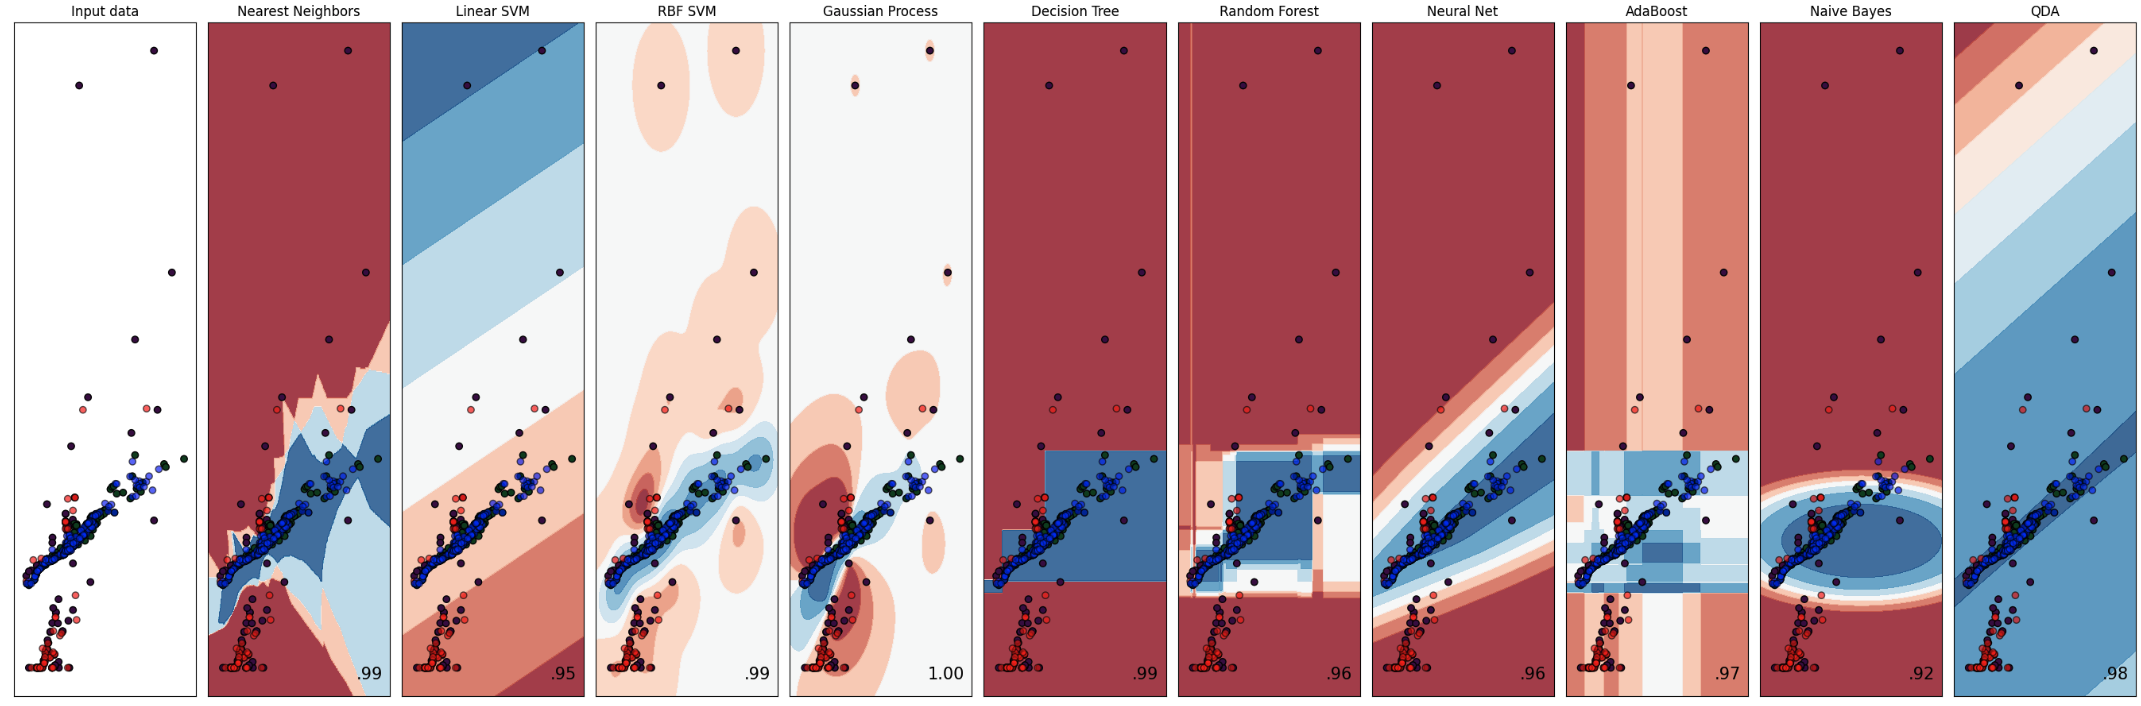 Input data
Nearest Neighbors
Linear SVM
RBF SVM
Gaussian Process
Decision Tree
Random Forest
Neural Net
AdaBoost
Naive Bayes
QDA
.99
.95
.99
1.00
.99
.96
.96
.97
.92
.98